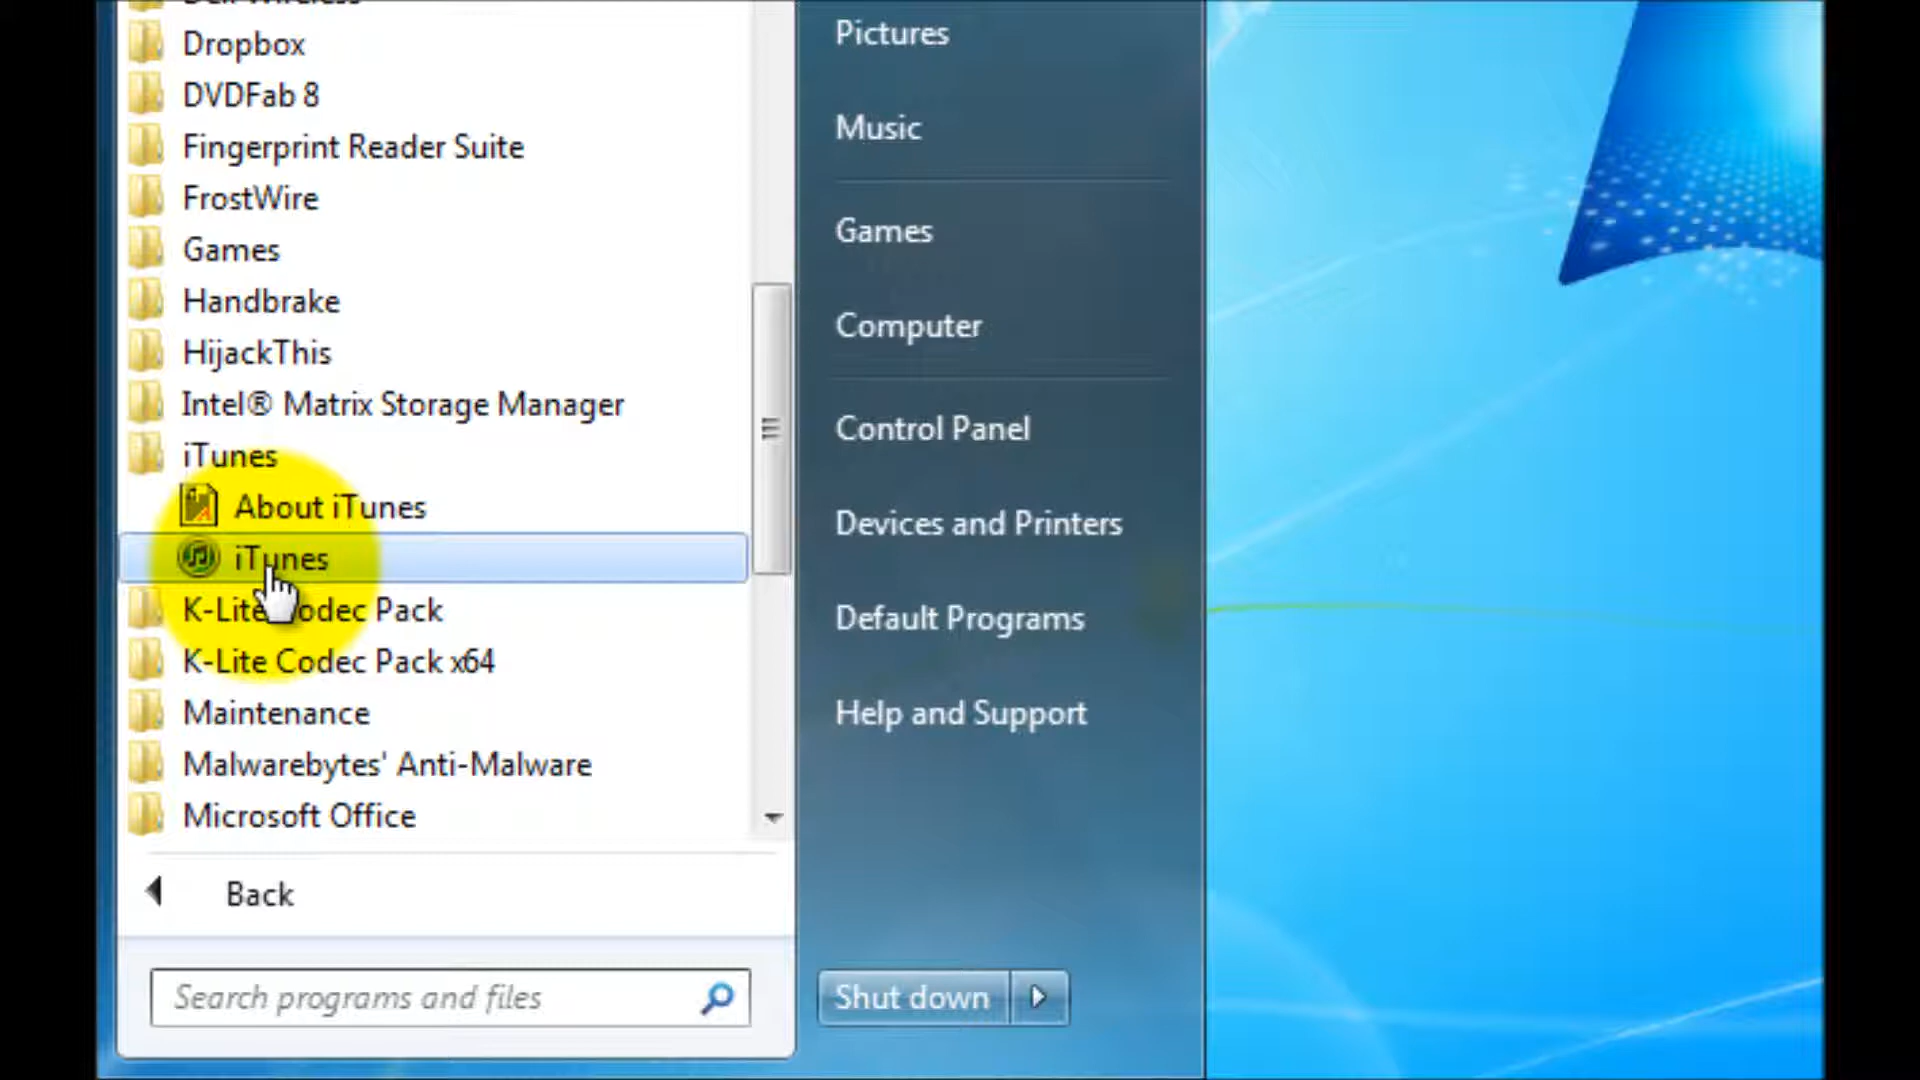 Dell Wireless
Dropbox
DVDFab 8
Fingerprint Reader Suite
FrostWire
Games
Handbrake
HijackThis
Intel® Matrix Storage Manager
iTunes
About iTunes
iTunes
K-Lite Codec Pack
K-Lite Codec Pack x64
Maintenance
Malwarebytes' Anti-Malware
Microsoft Office
Back
Search programs and files
Pictures
Music
Games
Computer
Control Panel
Devices and Printers
Default Programs
Help and Support
Shut down